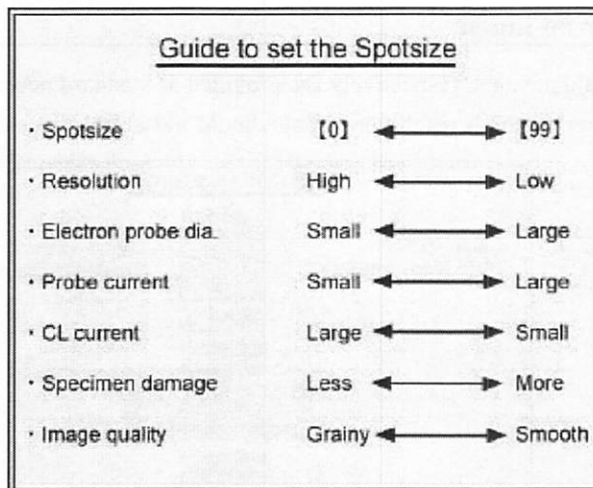 Guide to set the Spotsize
・Spotsize 【0】 ↔ 【99】
・Resolution High ↔ Low
・Electron probe dia. Small ↔ Large
・Probe current Small ↔ Large
・CL current Large ↔ Small
・Specimen damage Less ↔ More
・Image quality Grainy ↔ Smooth